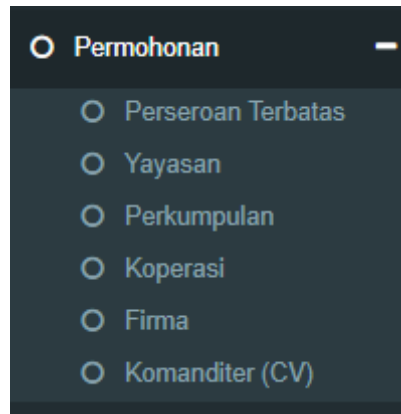 Permohonan
Perseroan Terbatas
Yayasan
Perkumpulan
Koperasi
Firma
Komanditer (CV)